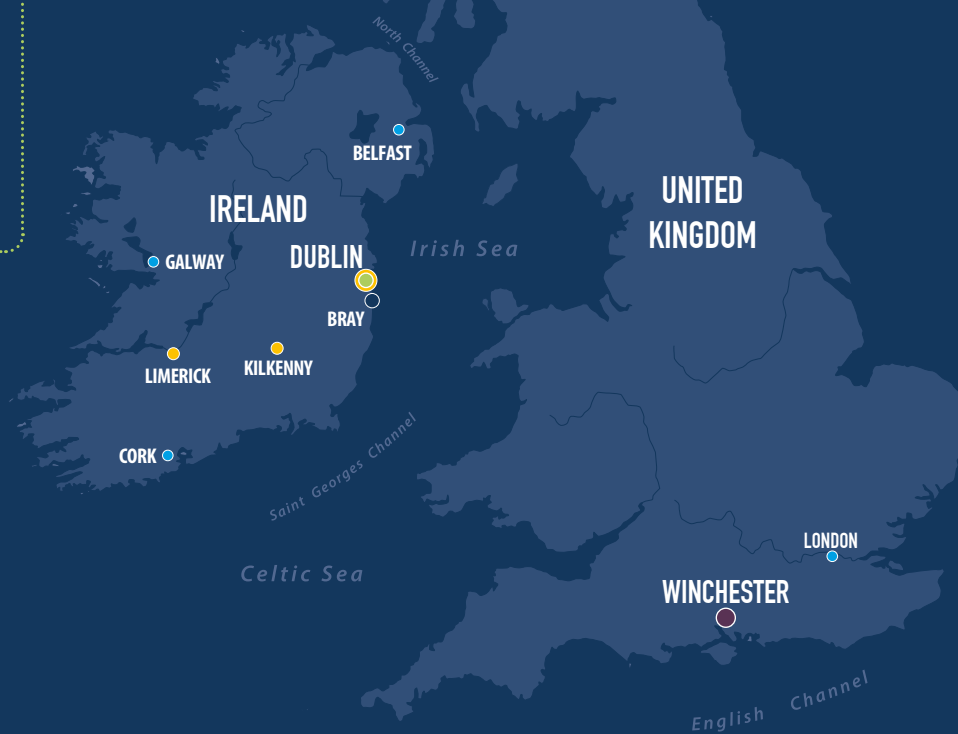 North Channel
BELFAST
UNITED
KINGDOM
IRELAND
DUBLIN
Irish Sea
GALWAY
BRAY
LIMERICK
KILKENNY
CORK
Saint Georges Channel
LONDON
Celtic Sea
WINCHESTER
English Channel